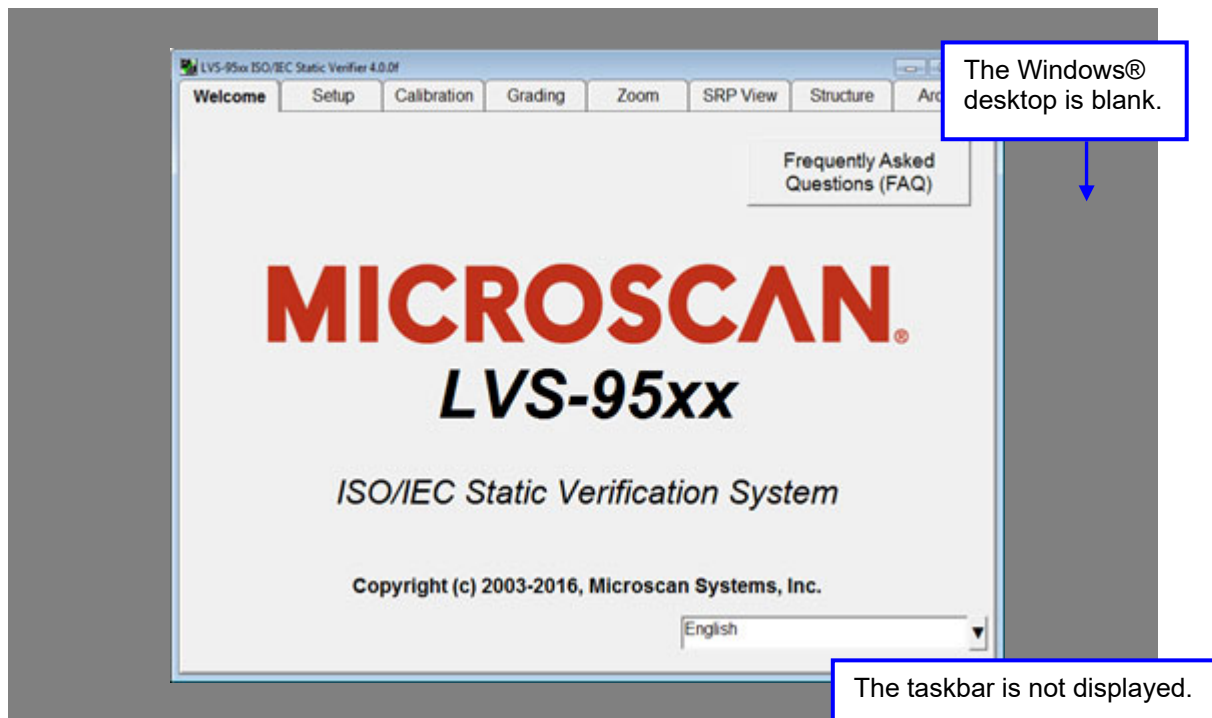 LVS-95xx ISO/IEC Static Verifier 4.0.0f
The Windows®
desktop is blank.
Welcome Setup Calibration Grading Zoom SRP View Structure
Frequently Asked
Questions (FAQ)
MICROSCAN®
LVS-95xx
ISO/IEC Static Verification System
Copyright (c) 2003-2016, Microscan Systems, Inc.
English
The taskbar is not displayed.